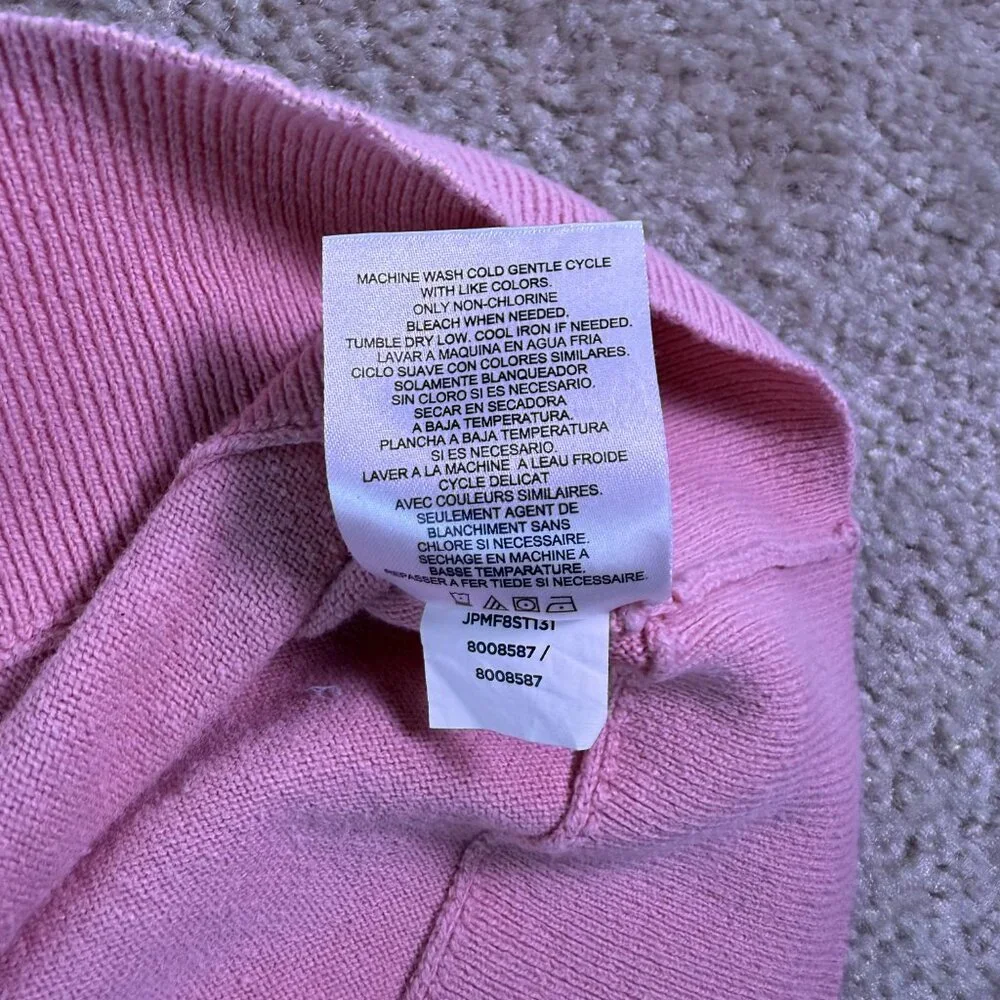 MACHINE WASH COLD GENTLE CYCLE
WITH LIKE COLORS.
ONLY NON-CHLORINE
BLEACH WHEN NEEDED.
TUMBLE DRY LOW. COOL IRON IF NEEDED.
LAVAR A MAQUINA EN AGUA FRIA
CICLO SUAVE CON COLORES SIMILARES.
SOLAMENTE BLANQUEADOR
SIN CLORO SI ES NECESARIO.
SECAR EN SECADORA
A BAJA TEMPERATURA.
PLANCHA A BAJA TEMPERATURA
SI ES NECESARIO.
LAVER A LA MACHINE A LEAU FROIDE
CYCLE DELICAT
AVEC COULEURS SIMILAIRES.
SEULEMENT AGENT DE
BLANCHIMENT SANS
CHLORE SI NECESSAIRE.
SECHAGE EN MACHINE A
BASSE TEMPARATURE.
REPASSER A FER TIEDE SI NECESSAIRE.
JPMF8ST131
8008587 /
8008587